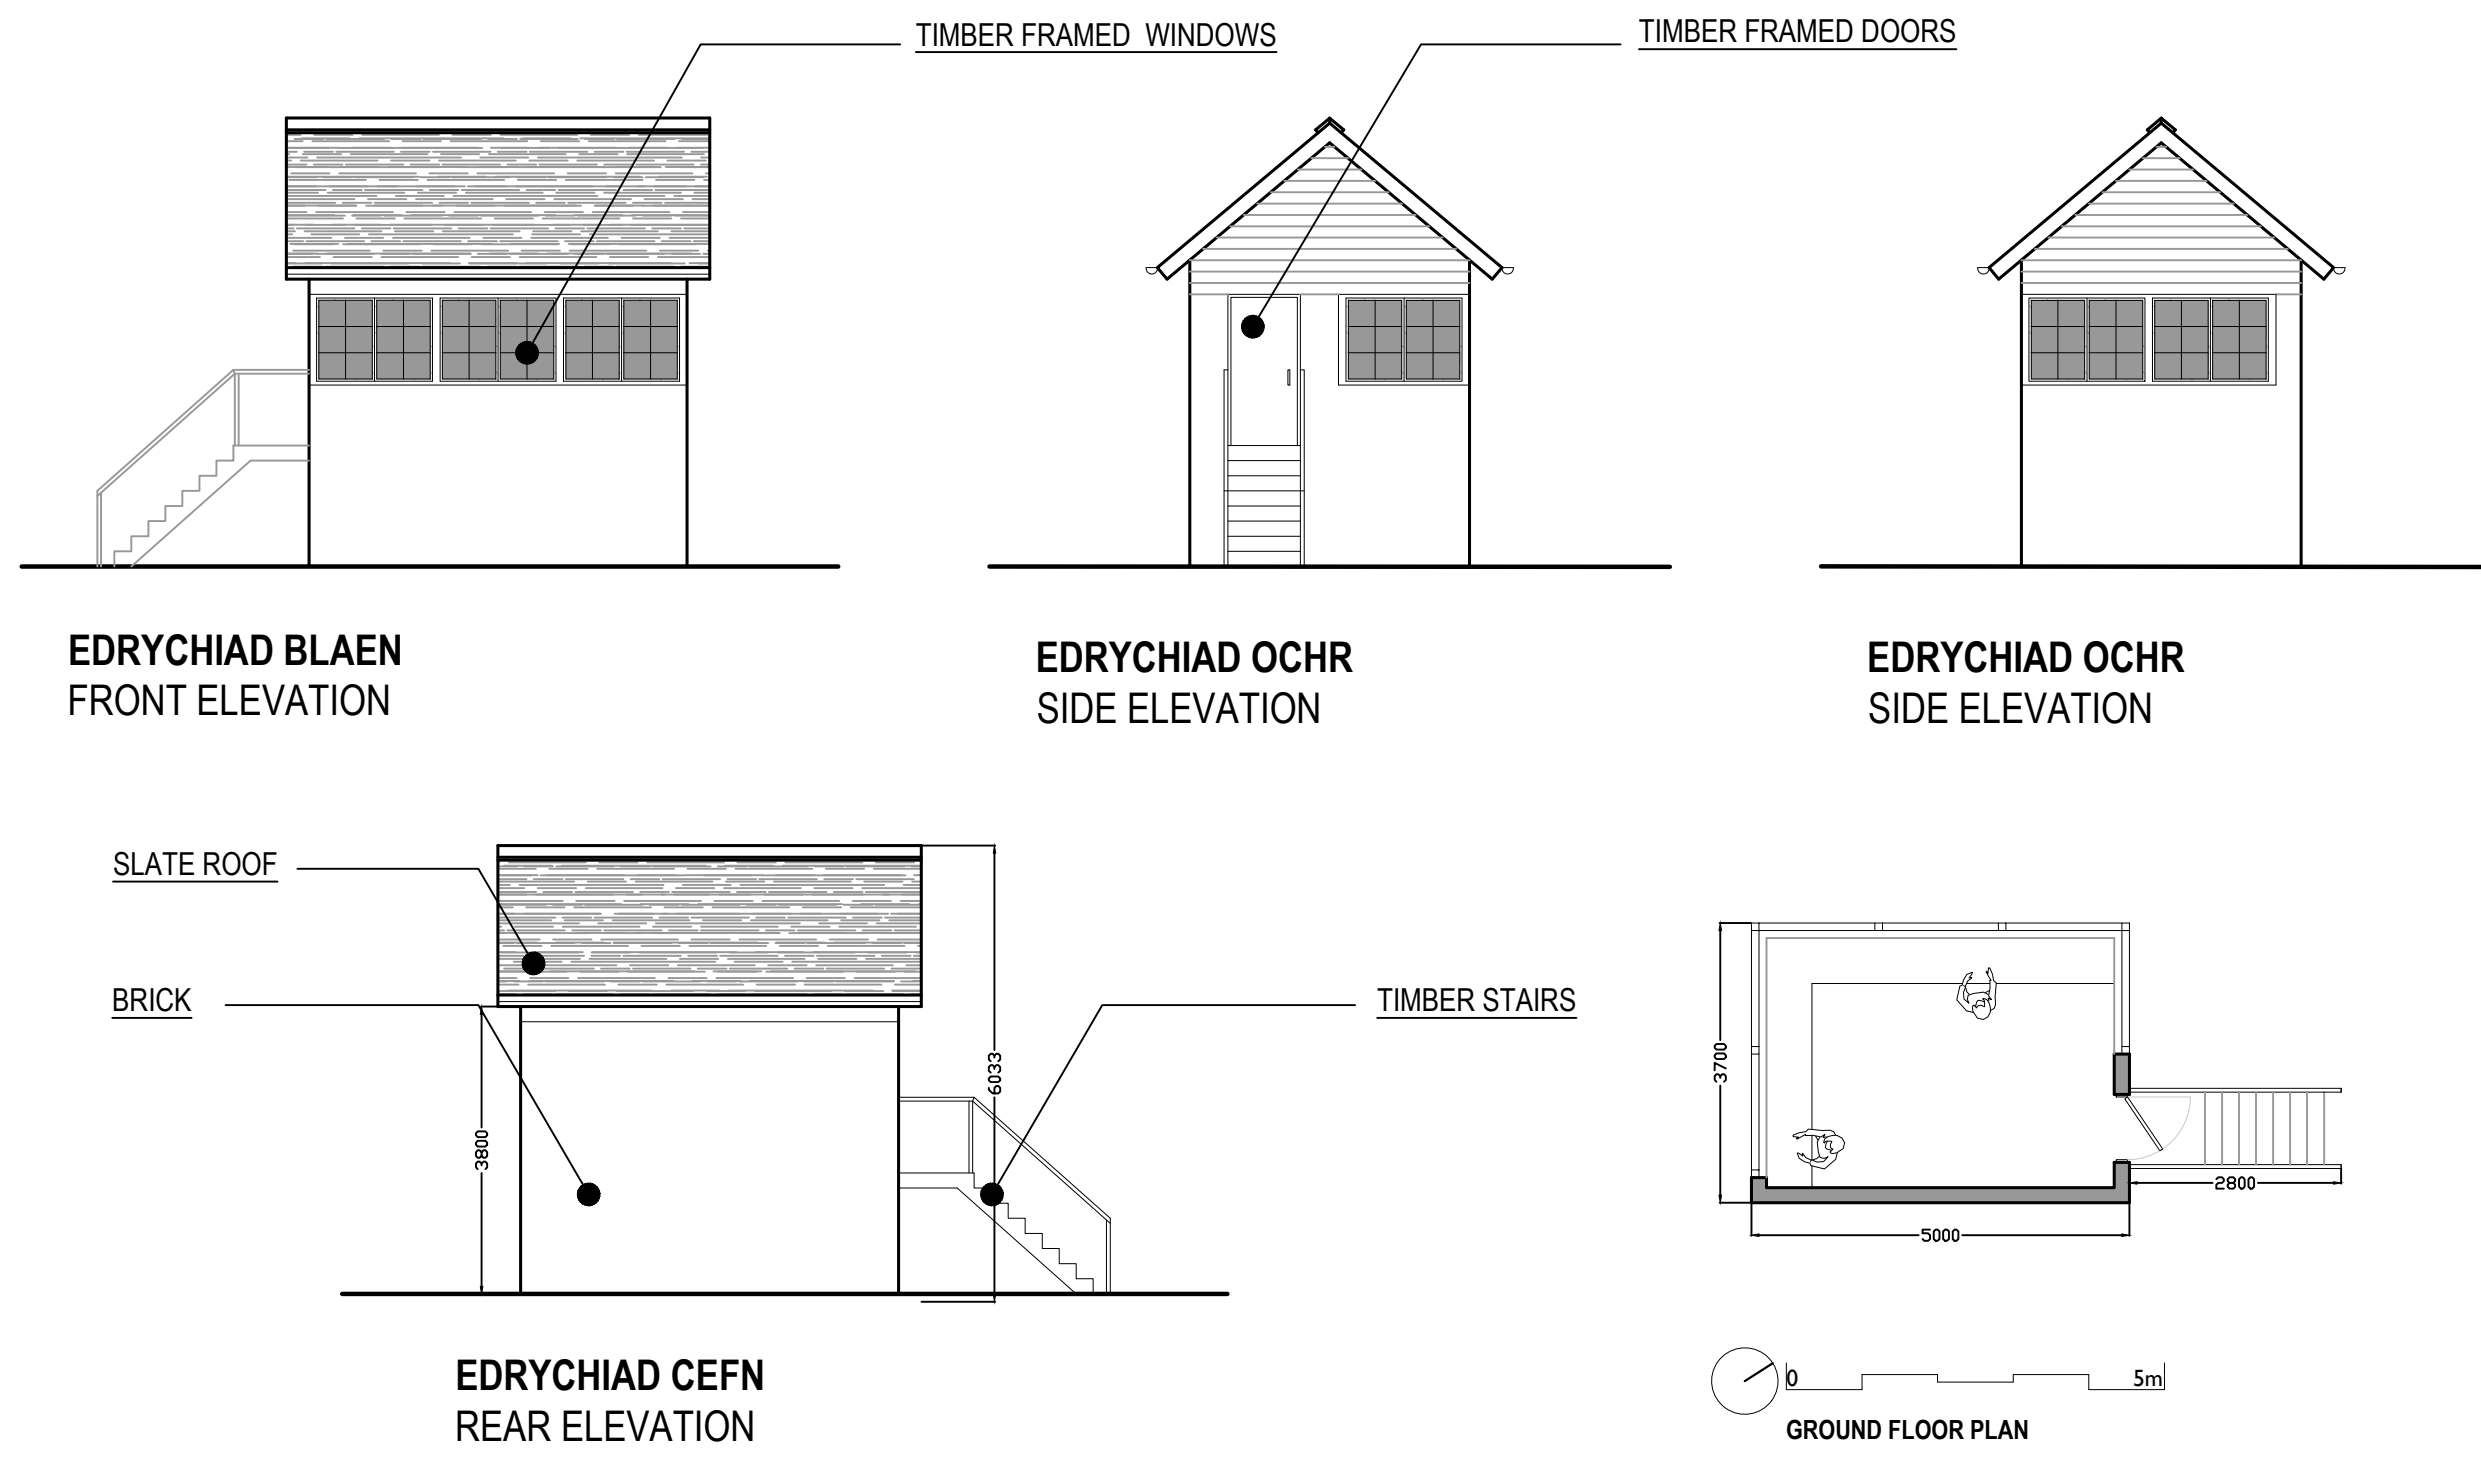 TIMBER FRAMED WINDOWS
TIMBER FRAMED DOORS
EDRYCHIAD BLAEN
FRONT ELEVATION
EDRYCHIAD OCHR
SIDE ELEVATION
EDRYCHIAD OCHR
SIDE ELEVATION
SLATE ROOF
BRICK
TIMBER STAIRS
3800
6033
EDRYCHIAD CEFN
REAR ELEVATION
3700
2800
5000
0
5m
GROUND FLOOR PLAN